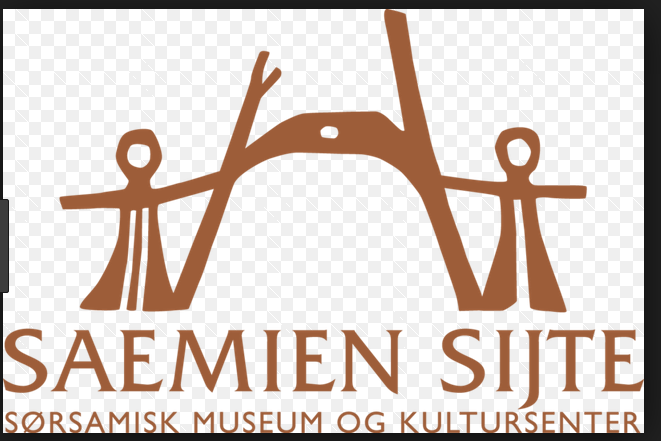 SAEMIEN SIJTE
SØRSAMISK MUSEUM OG KULTURSENTER